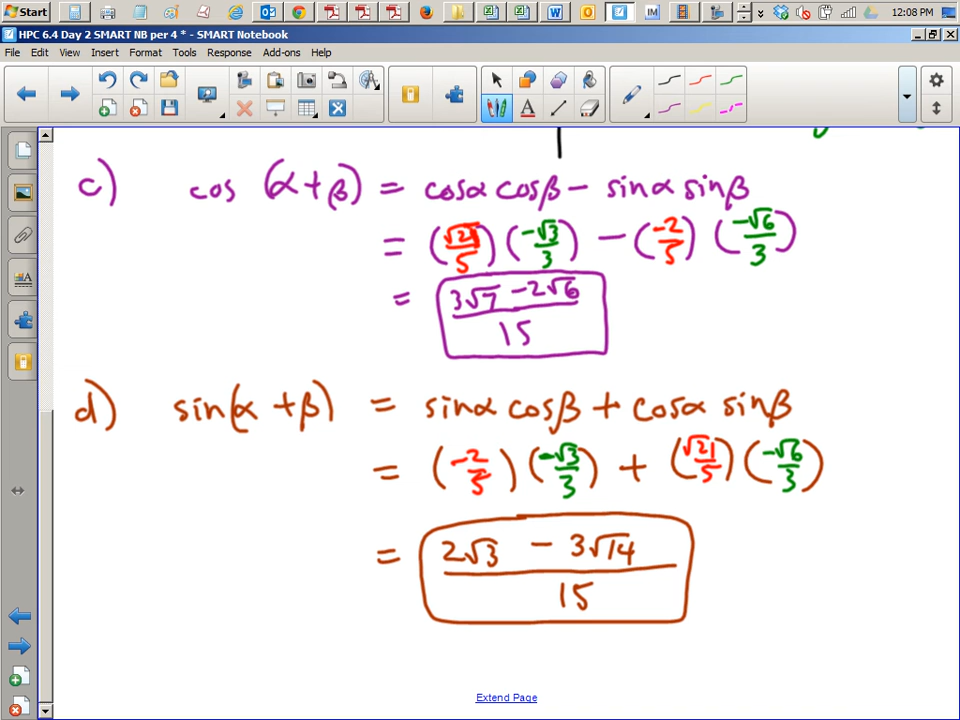 Start
12:08 PM
HPC 6.4 Day 2 SMART NB per 4 * - SMART Notebook
File Edit View Insert Format Tools Response Add-ons Help
c) cos (α+β) = cosα cosβ − sinα sinβ
= (√21/5)(-√3/3) − (-2/5)(-√6/3)
= 3√7 − 2√6 / 15
d) sin(α+β) = sinα cosβ + cosα sinβ
= (-2/5)(-√3/3) + (√21/5)(-√6/3)
= 2√3 − 3√14 / 15
Extend Page